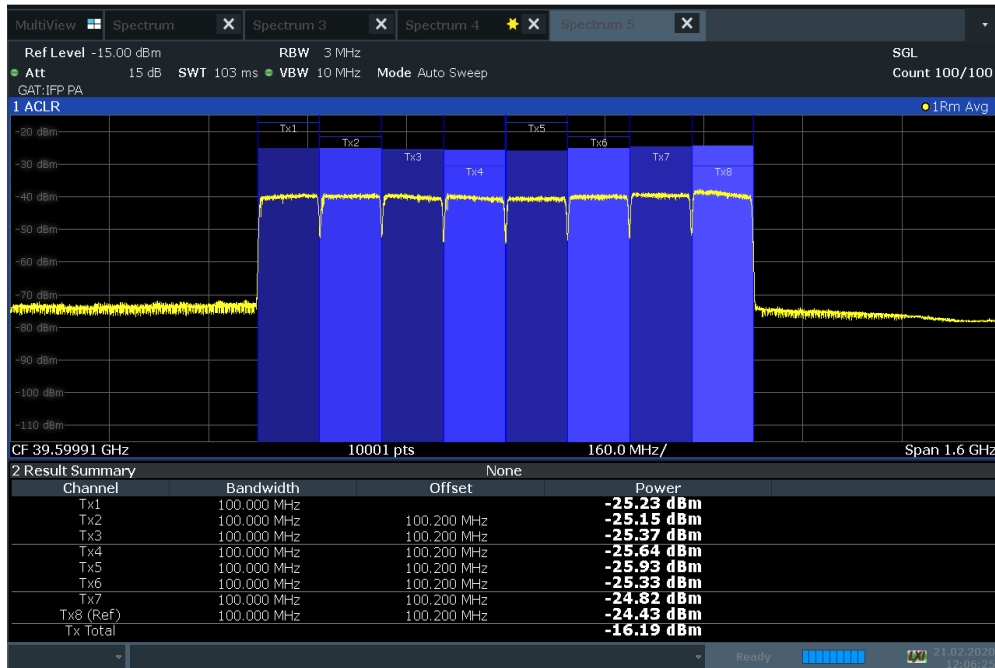 MultiView Spectrum X Spectrum 3 X Spectrum 4 X Spectrum 5 X
Ref Level -15.00 dBm RBW 3 MHz SGL
Att 15 dB SWT 103 ms VBW 10 MHz Mode Auto Sweep Count 100/100
GAT:IFP PA
1 ACLR 1Rm Avg
Tx1 Tx5
-20 dBm
Tx2 Tx6
Tx3 Tx7
-30 dBm
Tx4 Tx8
-40 dBm
-50 dBm
-60 dBm
-70 dBm
-80 dBm
-90 dBm
-100 dBm
-110 dBm
CF 39.59991 GHz 10001 pts 160.0 MHz/ Span 1.6 GHz
2 Result Summary None
Channel Bandwidth Offset Power
Tx1 100.000 MHz -25.23 dBm
Tx2 100.000 MHz 100.200 MHz -25.15 dBm
Tx3 100.000 MHz 100.200 MHz -25.37 dBm
Tx4 100.000 MHz 100.200 MHz -25.64 dBm
Tx5 100.000 MHz 100.200 MHz -25.93 dBm
Tx6 100.000 MHz 100.200 MHz -25.33 dBm
Tx7 100.000 MHz 100.200 MHz -24.82 dBm
Tx8 (Ref) 100.000 MHz 100.200 MHz -24.43 dBm
Tx Total -16.19 dBm
Ready LXI 21.02.2020
12:06:25